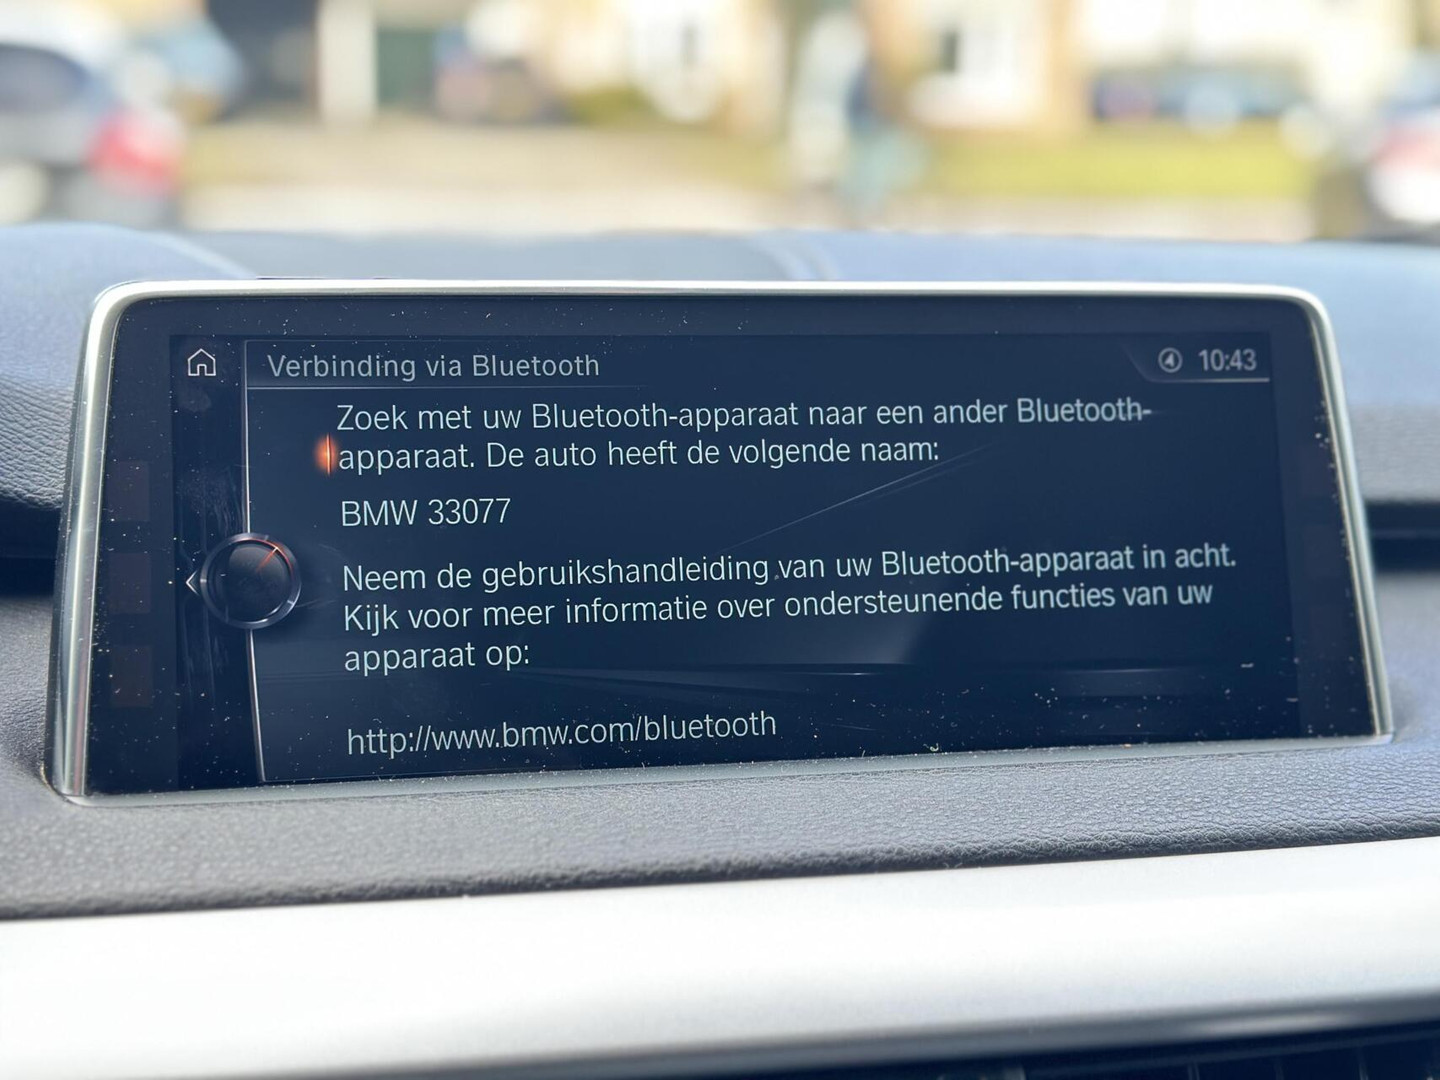 Verbinding via Bluetooth
10:43
Zoek met uw Bluetooth-apparaat naar een ander Bluetooth-
apparaat. De auto heeft de volgende naam:
BMW 33077
Neem de gebruikshandleiding van uw Bluetooth-apparaat in acht.
Kijk voor meer informatie over ondersteunende functies van uw
apparaat op:
http://www.bmw.com/bluetooth